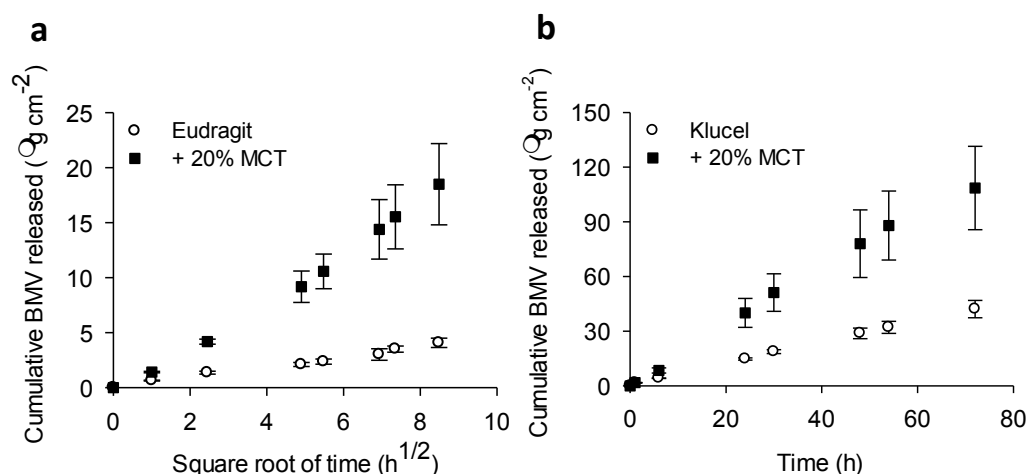 a
Cumulative BMV released (❍g cm-2)
25
20
15
10
5
0
Eudragit
+ 20% MCT
0 2 4 6 8 10
Square root of time (h1/2)
b
Cumulative BMV released (❍g cm-2)
150
120
90
60
30
0
Klucel
+ 20% MCT
0 20 40 60 80
Time (h)